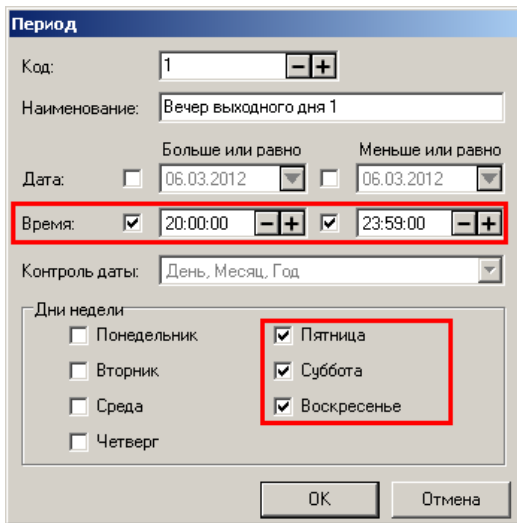 Период
Код: 1
Наименование: Вечер выходного дня 1
Больше или равно Меньше или равно
Дата: 06.03.2012 06.03.2012
Время: 20:00:00 23:59:00
Контроль даты: День, Месяц, Год
Дни недели
Понедельник Пятница
Вторник Суббота
Среда Воскресенье
Четверг
OK Отмена